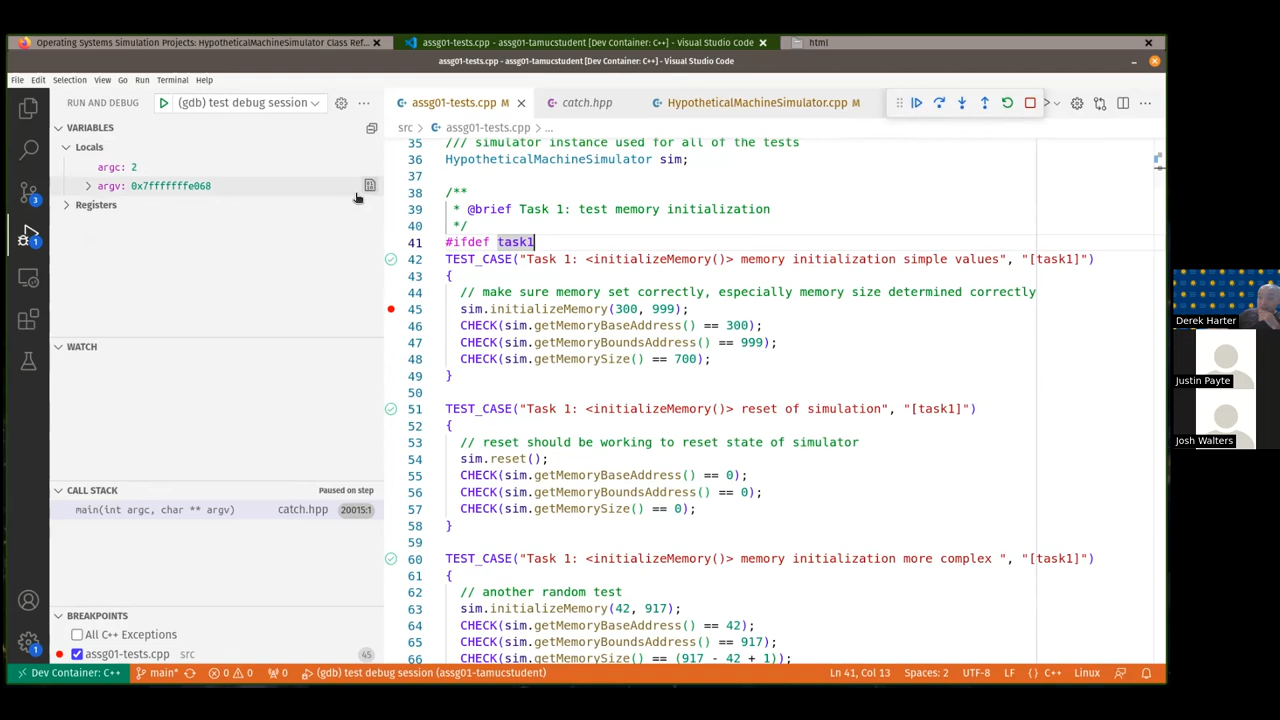 Operating Systems Simulation Projects: HypotheticalMachineSimulator Class Ref...
assg01-tests.cpp - assg01-tamucstudent [Dev Container: C++] - Visual Studio Code
html
assg01-tests.cpp - assg01-tamucstudent [Dev Container: C++] - Visual Studio Code
File Edit Selection View Go Run Terminal Help
RUN AND DEBUG
(gdb) test debug session
assg01-tests.cpp M
catch.hpp
HypotheticalMachineSimulator.cpp M
VARIABLES
Locals
argc: 2
argv: 0x7fffffffe068
Registers
WATCH
CALL STACK
Paused on step
main(int argc, char ** argv)
catch.hpp
20015:1
BREAKPOINTS
All C++ Exceptions
assg01-tests.cpp src
45
3
1
1
src > assg01-tests.cpp > ...
35 /// simulator instance used for all of the tests
36 HypotheticalMachineSimulator sim;
37
38 /**
39 * @brief Task 1: test memory initialization
40 */
41 #ifdef task1
42 TEST_CASE("Task 1: <initializeMemory()> memory initialization simple values", "[task1]")
43 {
44 // make sure memory set correctly, especially memory size determined correctly
45 sim.initializeMemory(300, 999);
46 CHECK(sim.getMemoryBaseAddress() == 300);
47 CHECK(sim.getMemoryBoundsAddress() == 999);
48 CHECK(sim.getMemorySize() == 700);
49 }
50
51 TEST_CASE("Task 1: <initializeMemory()> reset of simulation", "[task1]")
52 {
53 // reset should be working to reset state of simulator
54 sim.reset();
55 CHECK(sim.getMemoryBaseAddress() == 0);
56 CHECK(sim.getMemoryBoundsAddress() == 0);
57 CHECK(sim.getMemorySize() == 0);
58 }
59
60 TEST_CASE("Task 1: <initializeMemory()> memory initialization more complex ", "[task1]")
61 {
62 // another random test
63 sim.initializeMemory(42, 917);
64 CHECK(sim.getMemoryBaseAddress() == 42);
65 CHECK(sim.getMemoryBoundsAddress() == 917);
66 CHECK(sim.getMemorySize() == (917 - 42 + 1));
Dev Container: C++
main*
0 0
0
(gdb) test debug session (assg01-tamucstudent)
Ln 41, Col 13
Spaces: 2
UTF-8
LF
{ } C++
Linux
Derek Harter
Justin Payte
Josh Walters